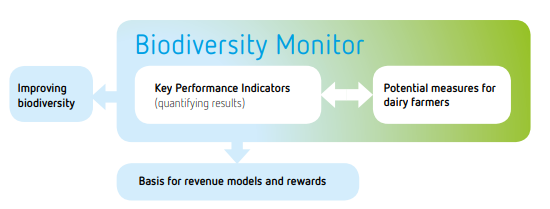 Biodiversity Monitor
Improving
biodiversity
Key Performance Indicators
(quantifying results)
Potential measures for
dairy farmers
Basis for revenue models and rewards